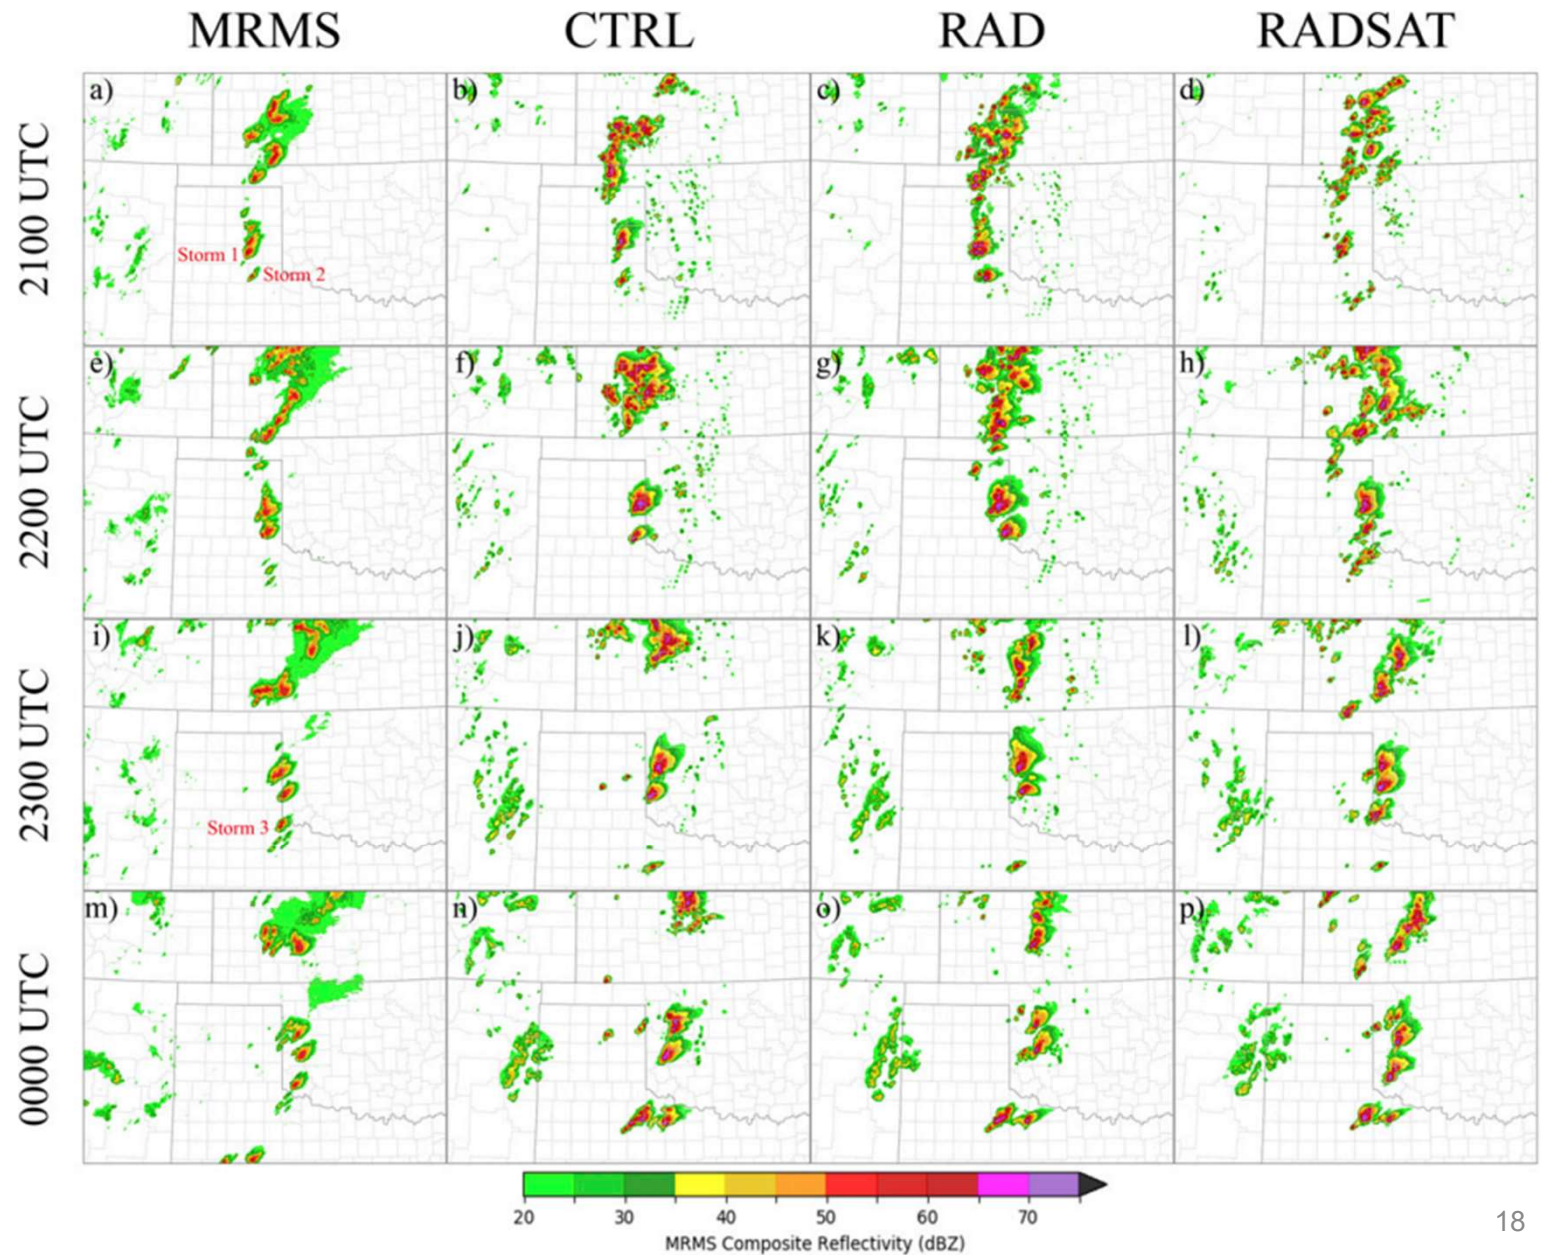 MRMS CTRL RAD RADSAT
2100 UTC
a) b) c) d)
Storm 1
Storm 2
2200 UTC
e) f) g) h)
2300 UTC
i) j) k) l)
Storm 3
0000 UTC
m) n) o) p)
20 30 40 50 60 70
MRMS Composite Reflectivity (dBZ)
18